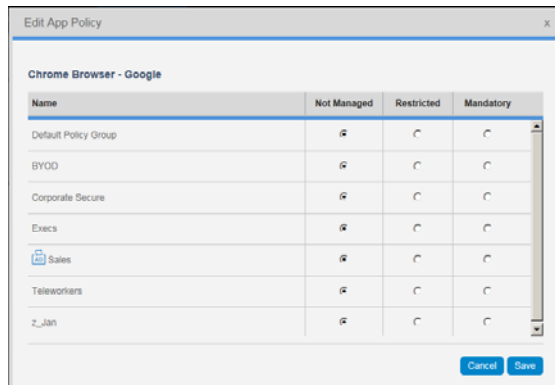 Edit App Policy x
Chrome Browser - Google
Name Not Managed Restricted Mandatory
Default Policy Group
BYOD
Corporate Secure
Execs
Sales
Teleworkers
z_Jan
Cancel Save